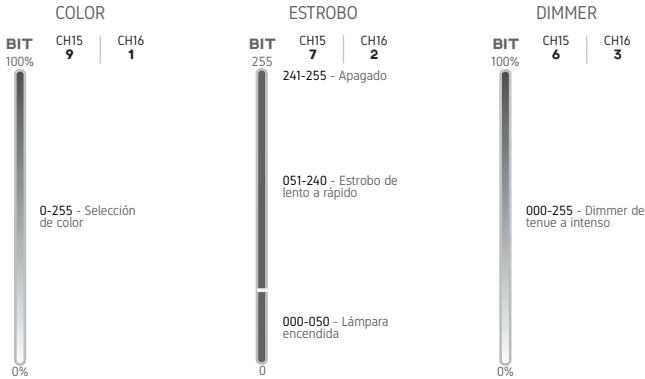 COLOR
BIT CH15 CH16
9 1
100%
0-255 - Selección
de color
0%
ESTROBO
BIT CH15 CH16
7 2
255
241-255 - Apagado
051-240 - Estrobo de
lento a rápido
000-050 - Lámpara
encendida
0
DIMMER
BIT CH15 CH16
6 3
100%
000-255 - Dimmer de
tenue a intenso
0%